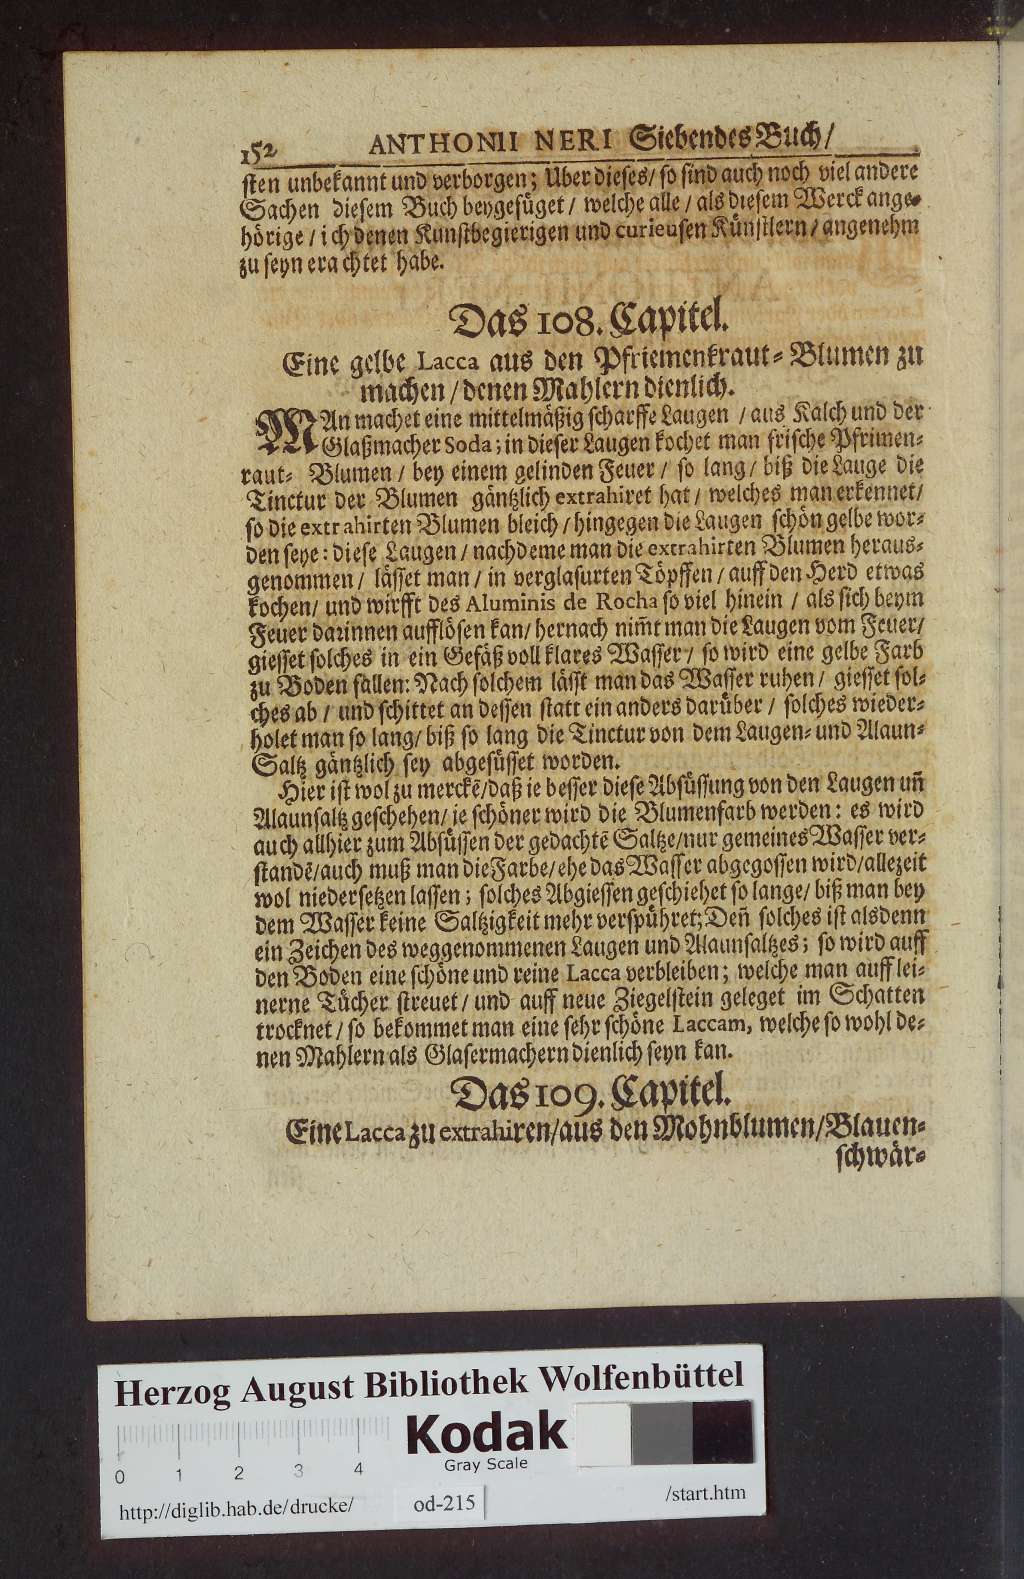 152 ANTHONII NERI Siebendes Buch/
sten unbekannt und verborgen; Uber dieses/ so sind auch noch viel andere
Sachen diesem Buch beygefüget / welche alle / als diesem Werck ange-
hörige / ich denen Kunstbegierigen und curieusen Künstlern / angenehm
zu seyn erachtet habe.
Das 108. Capitel.
Eine gelbe Lacca aus den Pfriemenkraut-Blumen zu
machen / denen Mahlern dienlich.
MAn machet eine mittelmäßig scharffe Laugen / aus Kalch und der
Glaßmacher Soda; in dieser Laugen kochet man frische Pfrimen-
raut- Blumen / bey einem gelinden Feuer / so lang / biß die Lauge die
Tinctur der Blumen gäntzlich extrahiret hat / welches man erkennet /
so die extrahirten Blumen bleich / hingegen die Laugen schön gelbe wor-
den seye: diese Laugen / nachdeme man die extrahirten Blumen heraus-
genommen / lässet man / in verglasurten Töpffen / auff den Herd etwas
kochen / und wirfft des Aluminis de Rocha so viel hinein / als sich beym
Feuer darinnen aufflösen kan / hernach nim̄t man die Laugen vom Feuer /
giesset solches in ein Gefäß voll klares Wasser / so wird eine gelbe Farb
zu Boden fallen: Nach solchem lässt man das Wasser ruhen / giesset sol-
ches ab / und schittet an dessen statt ein anders darüber / solches wieder-
holet man so lang / biß so lang die Tinctur von dem Laugen- und Alaun-
Saltz gäntzlich sey abgesüsset worden.
Hier ist wol zu merckē / daß je besser diese Absüssung von den Laugen uñ
Alaunsaltz geschehen / je schöner wird die Blumenfarb werden: es wird
auch allhier zum Absüssen der gedachtē Saltze / nur gemeines Wasser ver-
standē / auch muß man die Farbe / ehe das Wasser abgegossen wird / allezeit
wol niedersetzen lassen; solches Abgiessen geschiehet so lange / biß man bey
dem Wasser keine Saltzigkeit mehr verspühret; Deñ solches ist alsdenn
ein Zeichen des weggenommenen Laugen und Alaunsaltzes; so wird auff
den Boden eine schöne und reine Lacca verbleiben; welche man auff lei-
nerne Tücher streuet / und auff neue Ziegelstein geleget im Schatten
trocknet / so bekommet man eine sehr schöne Laccam, welche so wohl de-
nen Mahlern als Glasermachern dienlich seyn kan.
Das 109. Capitel.
Eine Lacca zu extrahiren / aus den Mohnblumen / Blauen-
schwär-
Herzog August Bibliothek Wolfenbüttel
Kodak
Gray Scale
0 1 2 3 4
http://diglib.hab.de/drucke/ od-215 /start.htm